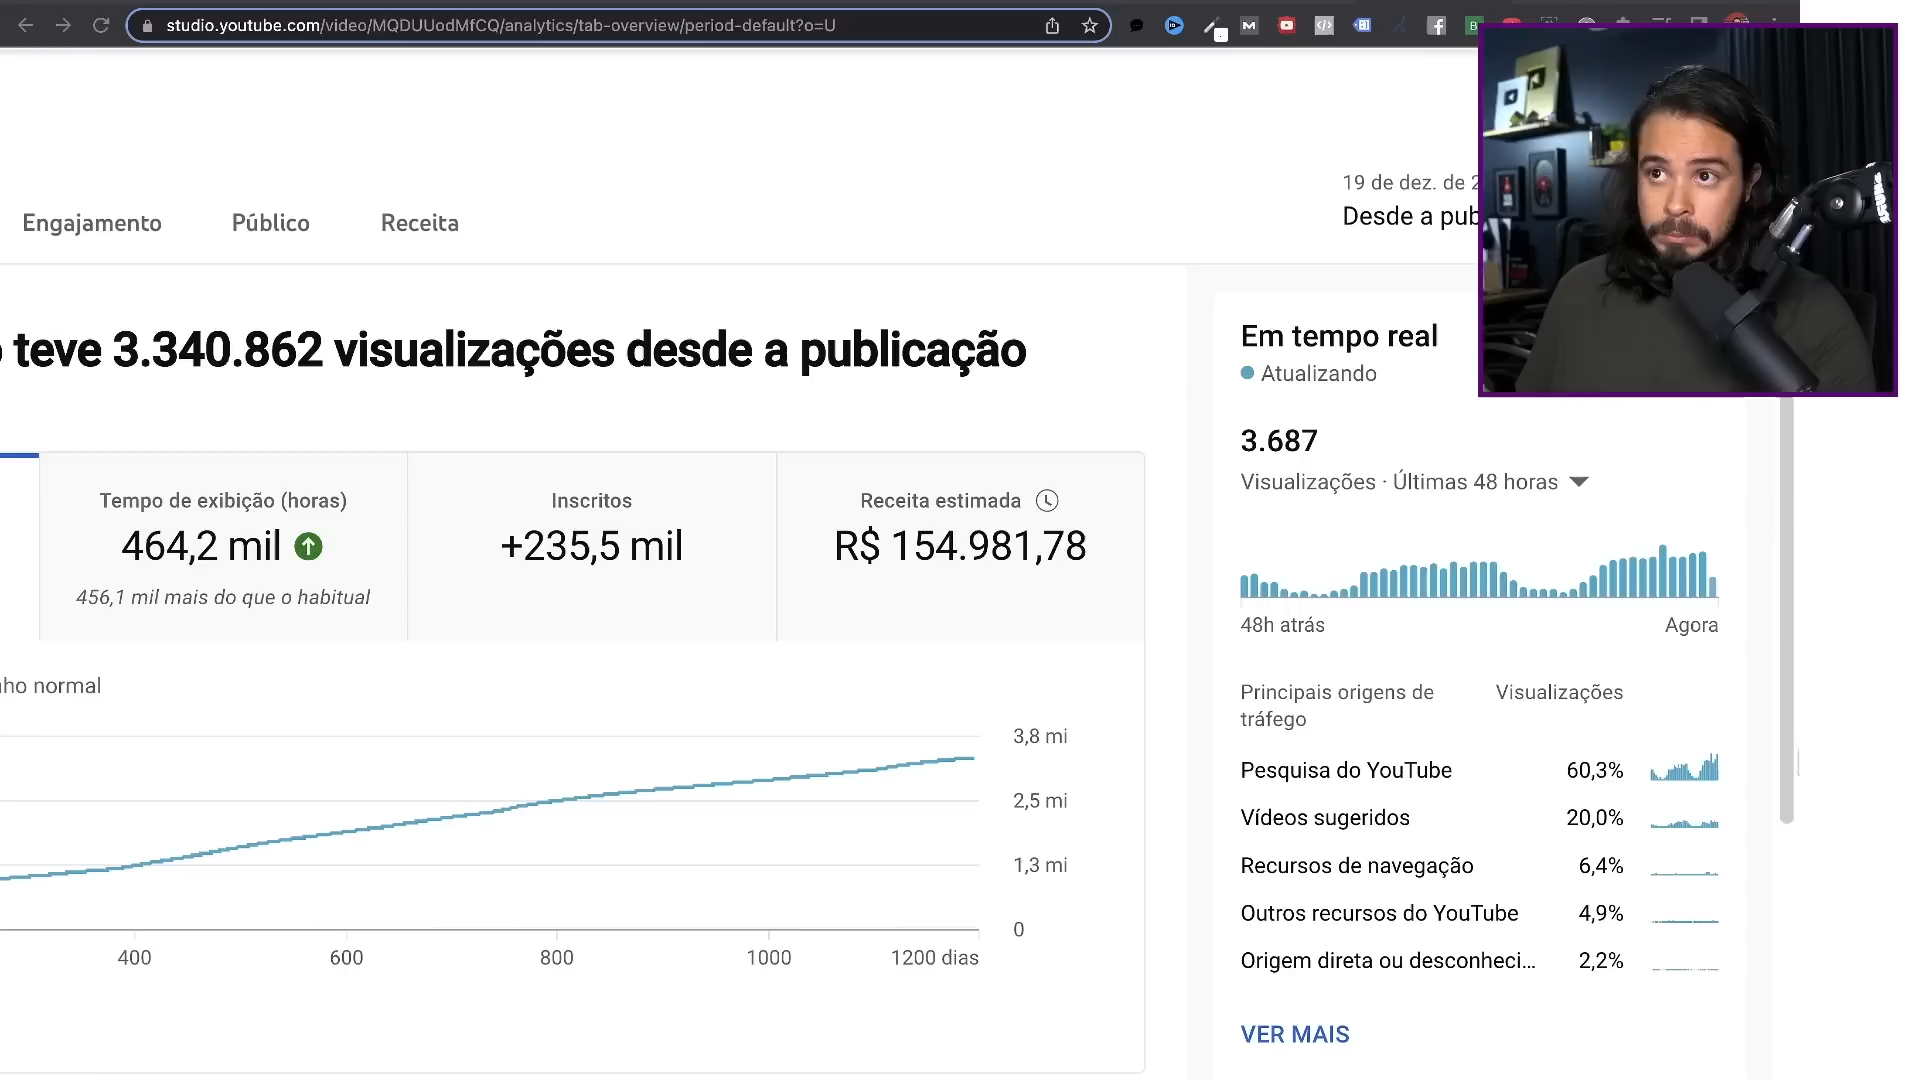 studio.youtube.com/video/MQDUUodMfCQ/analytics/tab-overview/period-default?o=U
Engajamento
Público
Receita
19 de dez. de
Desde a pub
teve 3.340.862 visualizações desde a publicação
Tempo de exibição (horas)
464,2 mil
456,1 mil mais do que o habitual
Inscritos
+235,5 mil
Receita estimada
R$ 154.981,78
nho normal
3,8 mi
2,5 mi
1,3 mi
0
400
600
800
1000
1200 dias
Em tempo real
Atualizando
3.687
Visualizações · Últimas 48 horas
48h atrás
Agora
Principais origens de
tráfego
Visualizações
Pesquisa do YouTube 60,3%
Vídeos sugeridos 20,0%
Recursos de navegação 6,4%
Outros recursos do YouTube 4,9%
Origem direta ou desconheci... 2,2%
VER MAIS